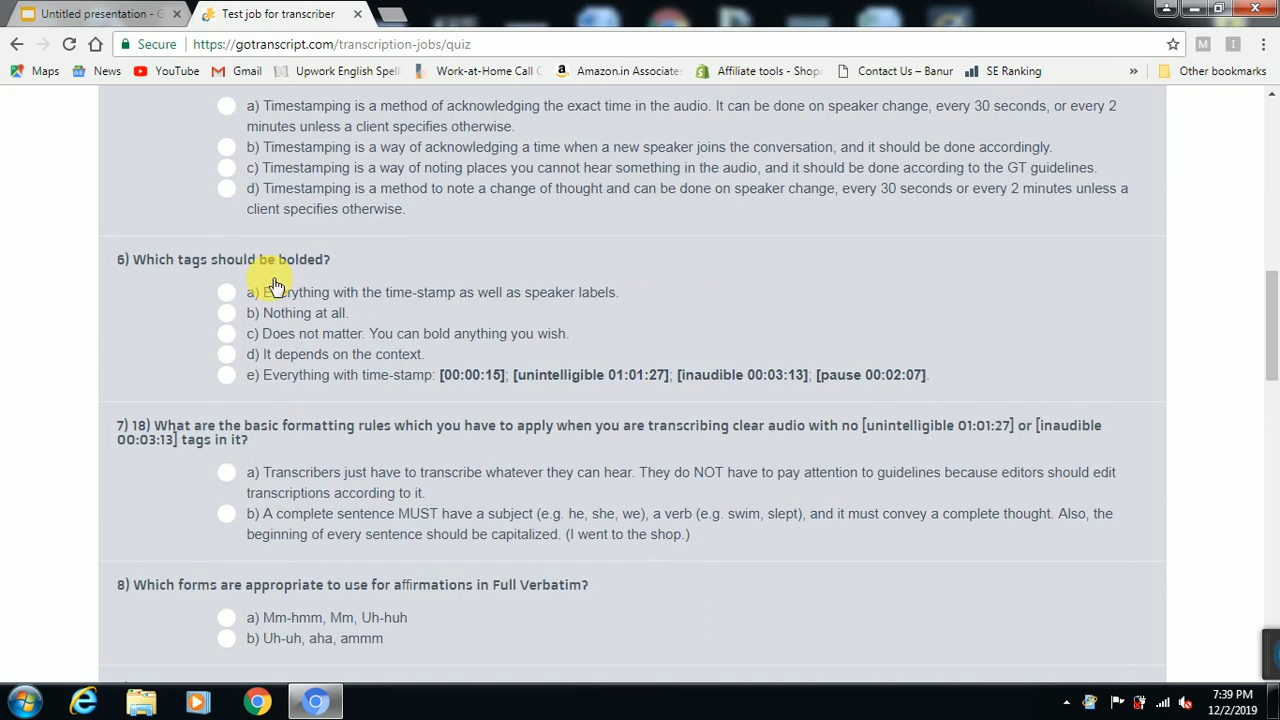 Untitled presentation - G
Test job for transcriber
Secure
https://gotranscript.com/transcription-jobs/quiz
Maps
News
YouTube
Gmail
Upwork English Spell
Work-at-Home Call C
Amazon.in Associates
Affiliate tools - Shop
Contact Us – Banur
SE Ranking
»
Other bookmarks
a) Timestamping is a method of acknowledging the exact time in the audio. It can be done on speaker change, every 30 seconds, or every 2
minutes unless a client specifies otherwise.
b) Timestamping is a way of acknowledging a time when a new speaker joins the conversation, and it should be done accordingly.
c) Timestamping is a way of noting places you cannot hear something in the audio, and it should be done according to the GT guidelines.
d) Timestamping is a method to note a change of thought and can be done on speaker change, every 30 seconds or every 2 minutes unless a
client specifies otherwise.
6) Which tags should be bolded?
a) Everything with the time-stamp as well as speaker labels.
b) Nothing at all.
c) Does not matter. You can bold anything you wish.
d) It depends on the context.
e) Everything with time-stamp: [00:00:15]; [unintelligible 01:01:27]; [inaudible 00:03:13]; [pause 00:02:07].
7) 18) What are the basic formatting rules which you have to apply when you are transcribing clear audio with no [unintelligible 01:01:27] or [inaudible
00:03:13] tags in it?
a) Transcribers just have to transcribe whatever they can hear. They do NOT have to pay attention to guidelines because editors should edit
transcriptions according to it.
b) A complete sentence MUST have a subject (e.g. he, she, we), a verb (e.g. swim, slept), and it must convey a complete thought. Also, the
beginning of every sentence should be capitalized. (I went to the shop.)
8) Which forms are appropriate to use for affirmations in Full Verbatim?
a) Mm-hmm, Mm, Uh-huh
b) Uh-uh, aha, ammm
7:39 PM
12/2/2019